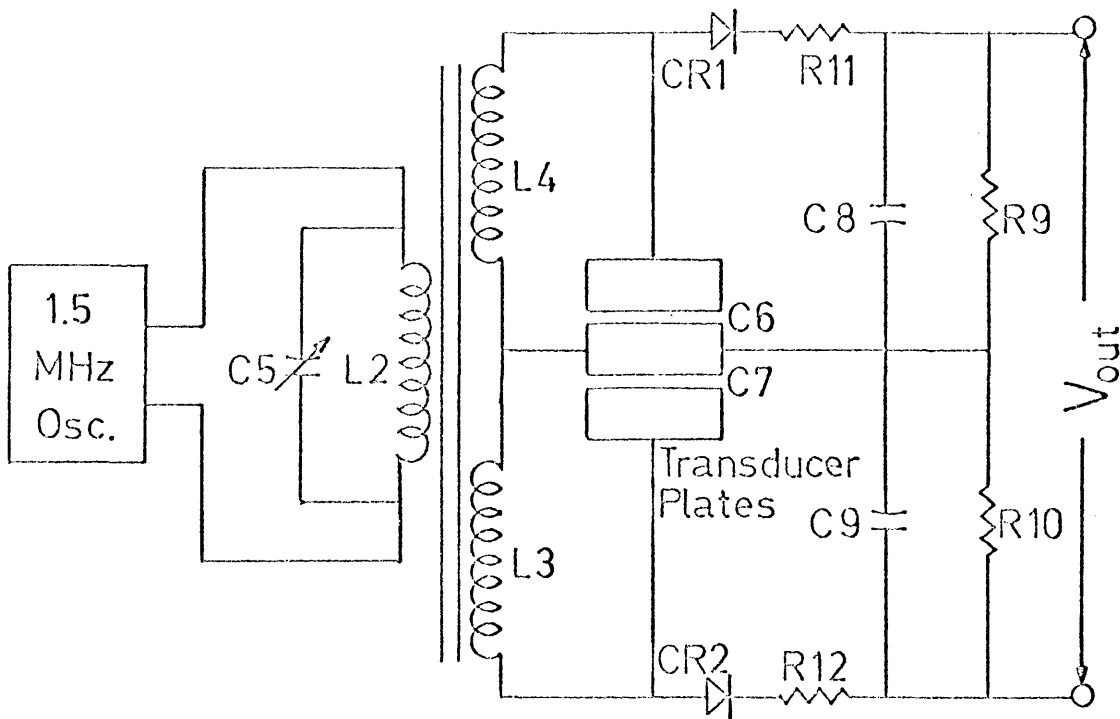 CR1
R11
L4
C8
R9
1.5
MHz
Osc.
C5
L2
C6
C7
Vout
Transducer
Plates
C9
R10
L3
CR2
R12